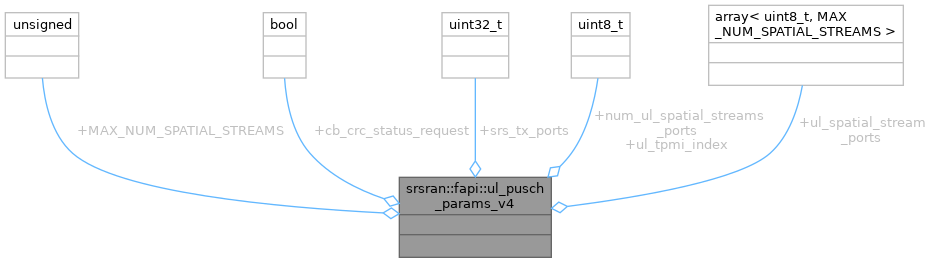 unsigned
bool
uint32_t
uint8_t
array< uint8_t, MAX
_NUM_SPATIAL_STREAMS >
+MAX_NUM_SPATIAL_STREAMS
+cb_crc_status_request
+srs_tx_ports
+num_ul_spatial_streams
_ports
+ul_tpmi_index
+ul_spatial_stream
_ports
srsran::fapi::ul_pusch
_params_v4